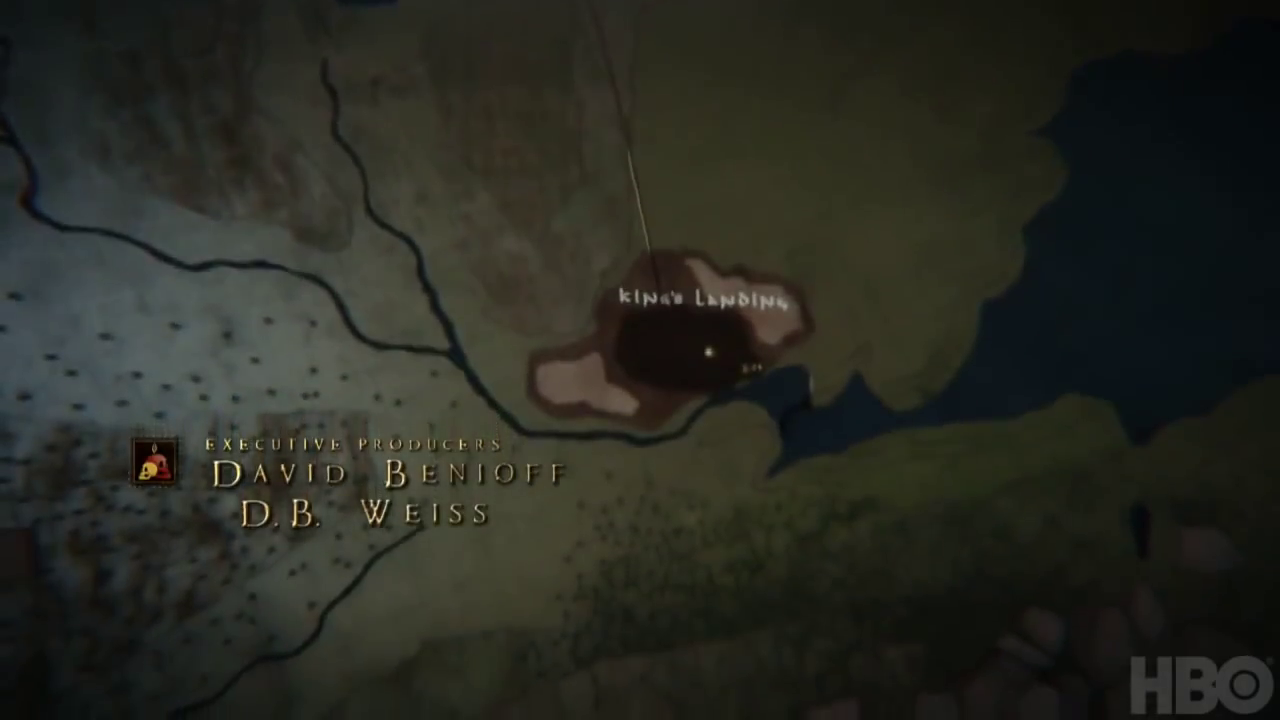 KING'S LANDING
EXECUTIVE PRODUCERS
DAVID BENIOFF
D.B. WEISS
HBO